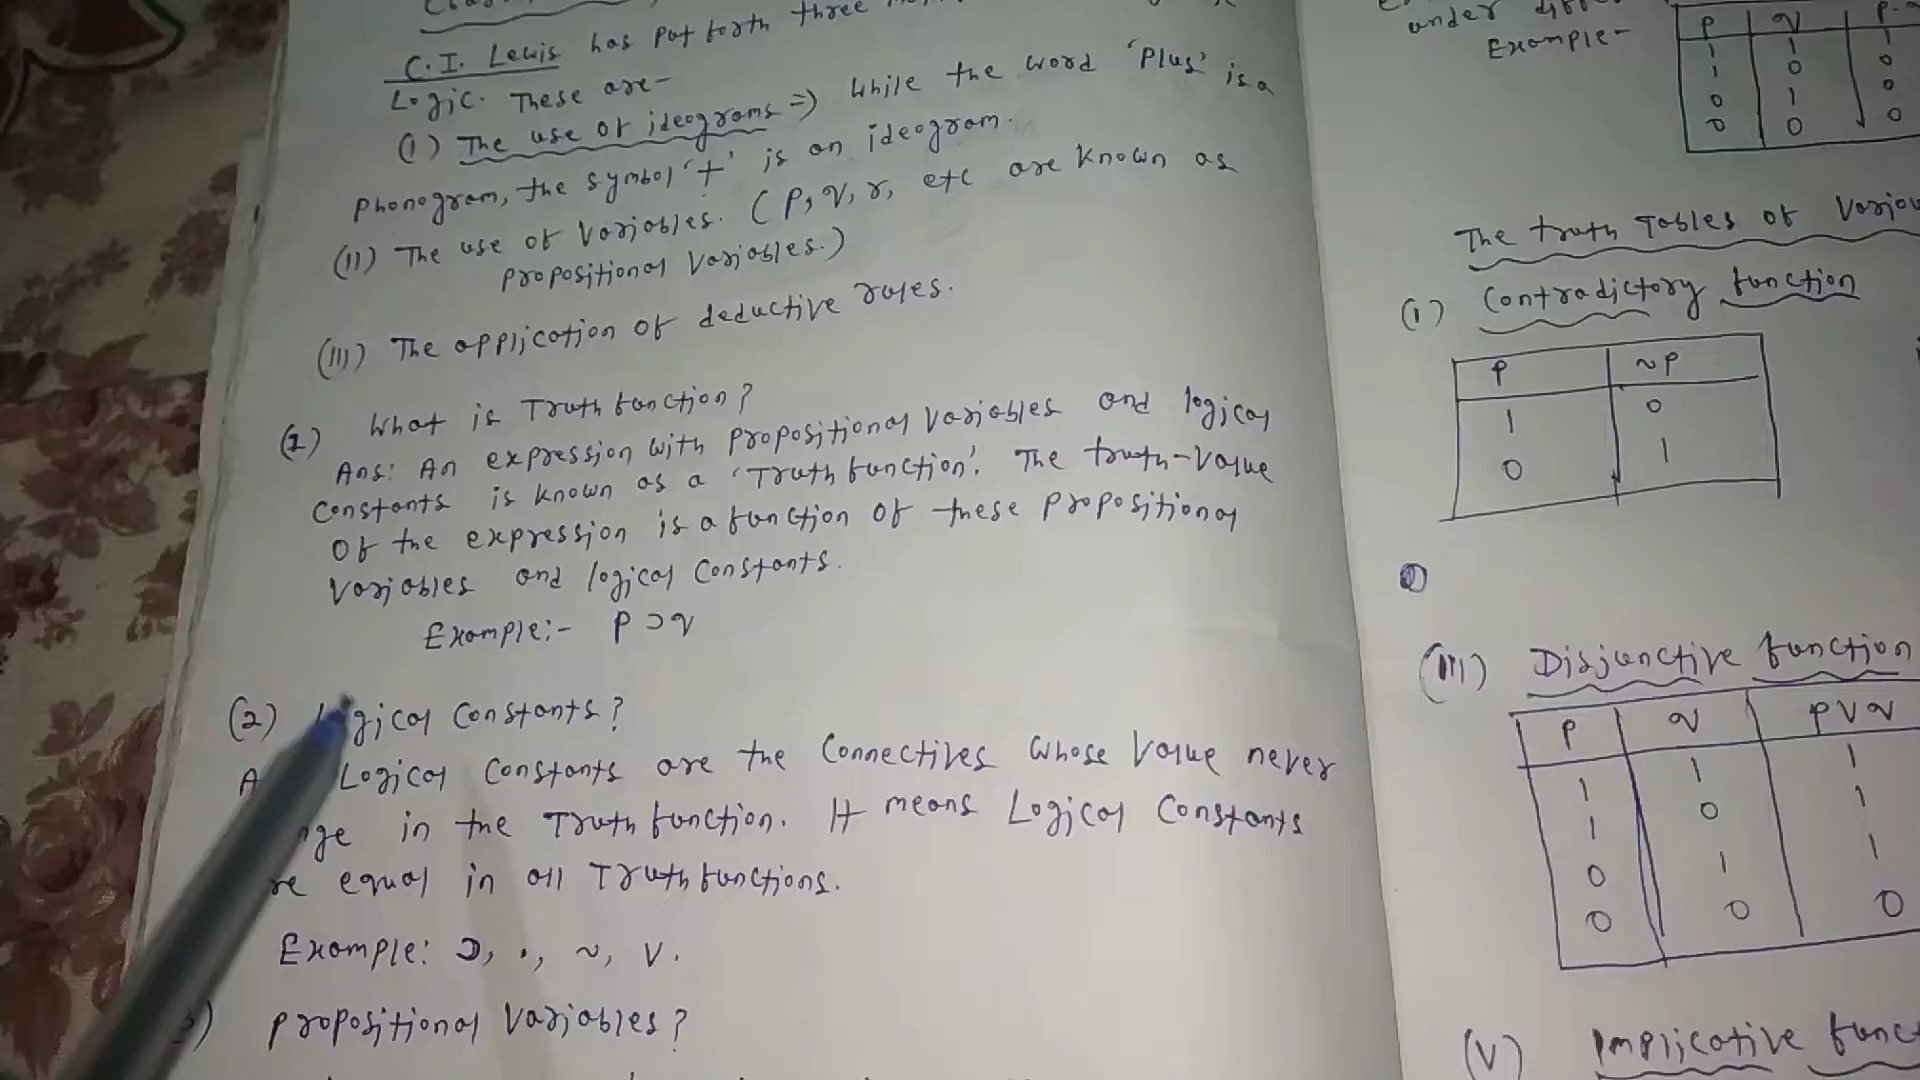 C.I. Lewis has put forth three
Logic. These are-
(I) The use of ideograms => While the word 'Plus' is a
phonogram, the symbol '+' is an ideogram.
(II) The use of Variables. (P, q, r, etc are known as
propositional Variables.)
(III) The application of deductive rules.
(1) What is Truth function?
Ans: An expression with propositional Variables and logical
Constants is known as a 'Truth function'. The truth-Value
Of the expression is a function of these propositional
Variables and logical Constants.
Example:- P ⊃ q
(2) Logical Constants?
Logical Constants are the Connectives whose Value never
in the Truth function. It means Logical Constants
equal in all Truth functions.
Example: ⊃, ., ~, V.
propositional Variables?
under
Example-
P q
1 1 1
1 0 0
0 1 0
0 0 0
The truth Tables of
(I) Contradictory function
P ~P
1 0
0 1
(III) Disjunctive function
P q P V q
1 1 1
1 0 1
0 1 1
0 0 0
(V) Implicative